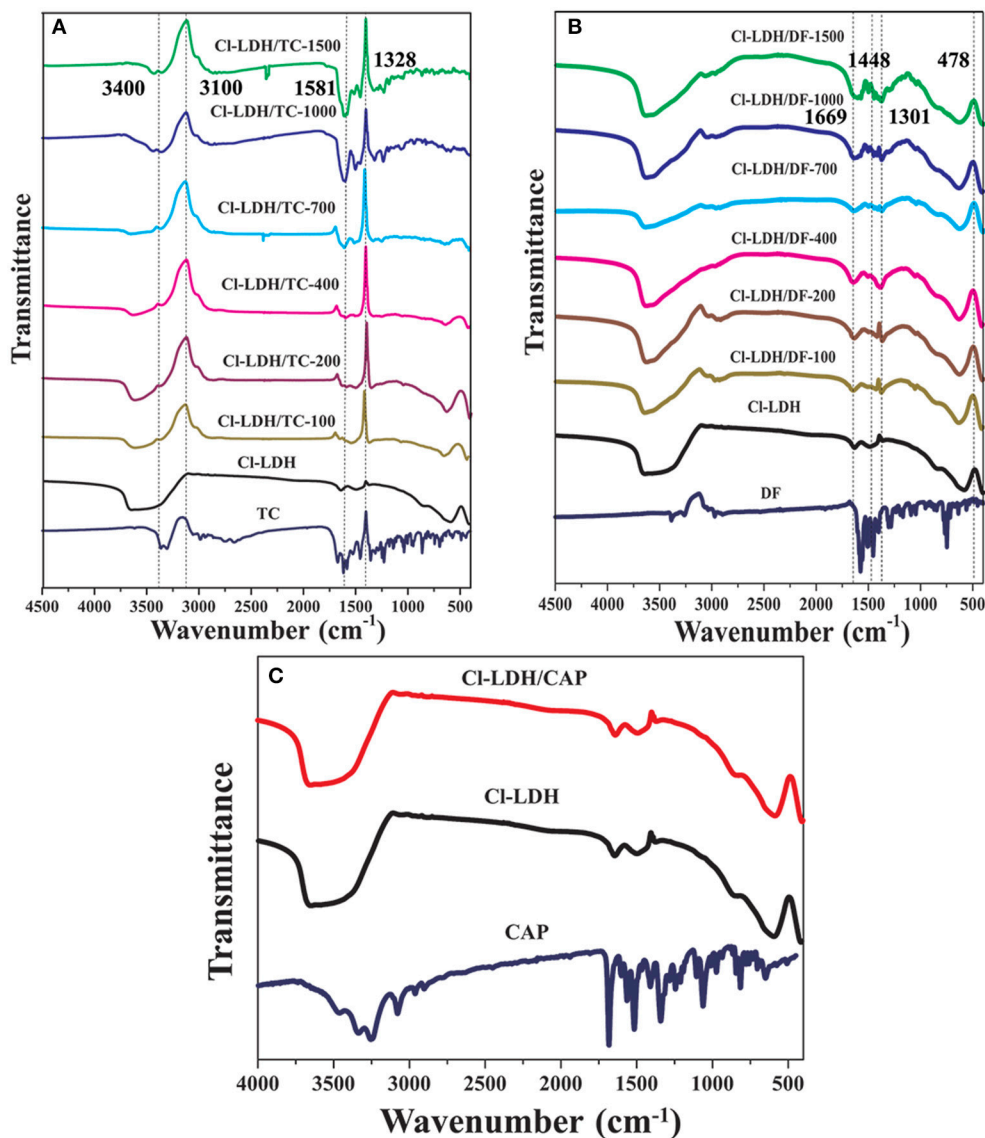 A
Cl-LDH/TC-1500
1328
3400
3100
1581
Cl-LDH/TC-1000
Cl-LDH/TC-700
Cl-LDH/TC-400
Cl-LDH/TC-200
Cl-LDH/TC-100
Cl-LDH
TC
Transmittance
4500 4000 3500 3000 2500 2000 1500 1000 500
Wavenumber (cm-1)
B
Cl-LDH/DF-1500
1448
478
Cl-LDH/DF-1000
1669
1301
Cl-LDH/DF-700
Cl-LDH/DF-400
Cl-LDH/DF-200
Cl-LDH/DF-100
Cl-LDH
DF
Transmittance
4500 4000 3500 3000 2500 2000 1500 1000 500
Wavenumber (cm-1)
C
Cl-LDH/CAP
Cl-LDH
CAP
Transmittance
4000 3500 3000 2500 2000 1500 1000 500
Wavenumber (cm-1)